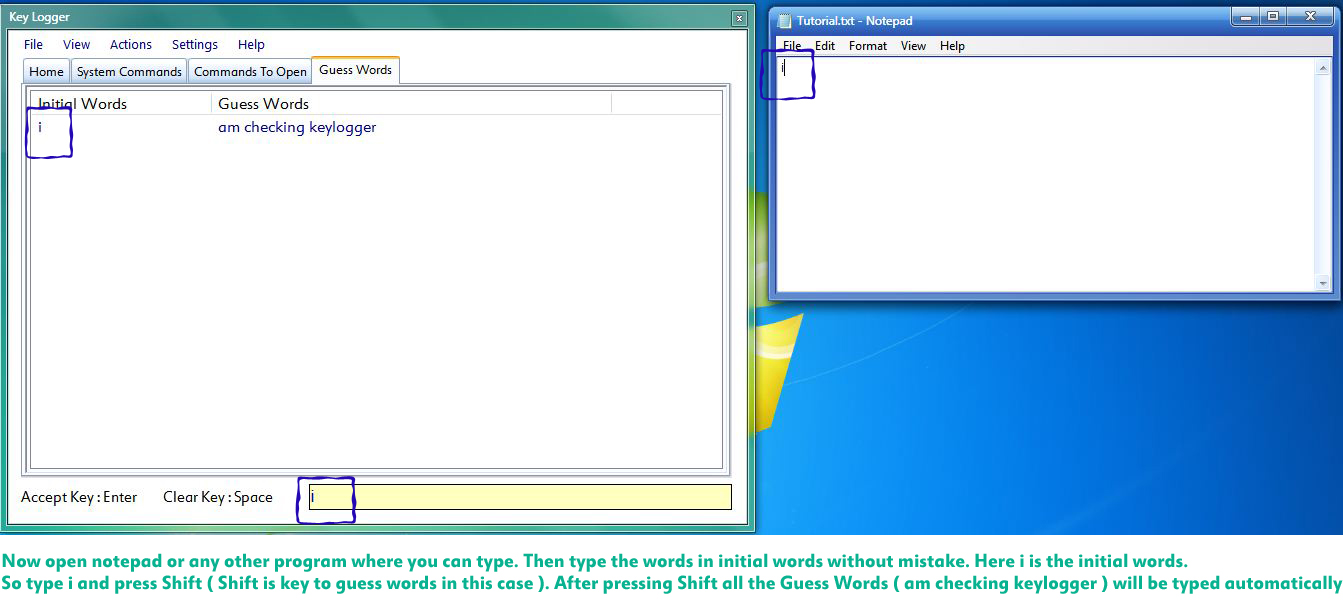 Key Logger
x
File View Actions Settings Help
Home System Commands Commands To Open Guess Words
Initial Words Guess Words
i am checking keylogger
Accept Key : Enter Clear Key : Space i
Tutorial.txt - Notepad
File Edit Format View Help
i
Now open notepad or any other program where you can type. Then type the words in initial words without mistake. Here i is the initial words.
So type i and press Shift ( Shift is key to guess words in this case ). After pressing Shift all the Guess Words ( am checking keylogger ) will be typed automatically